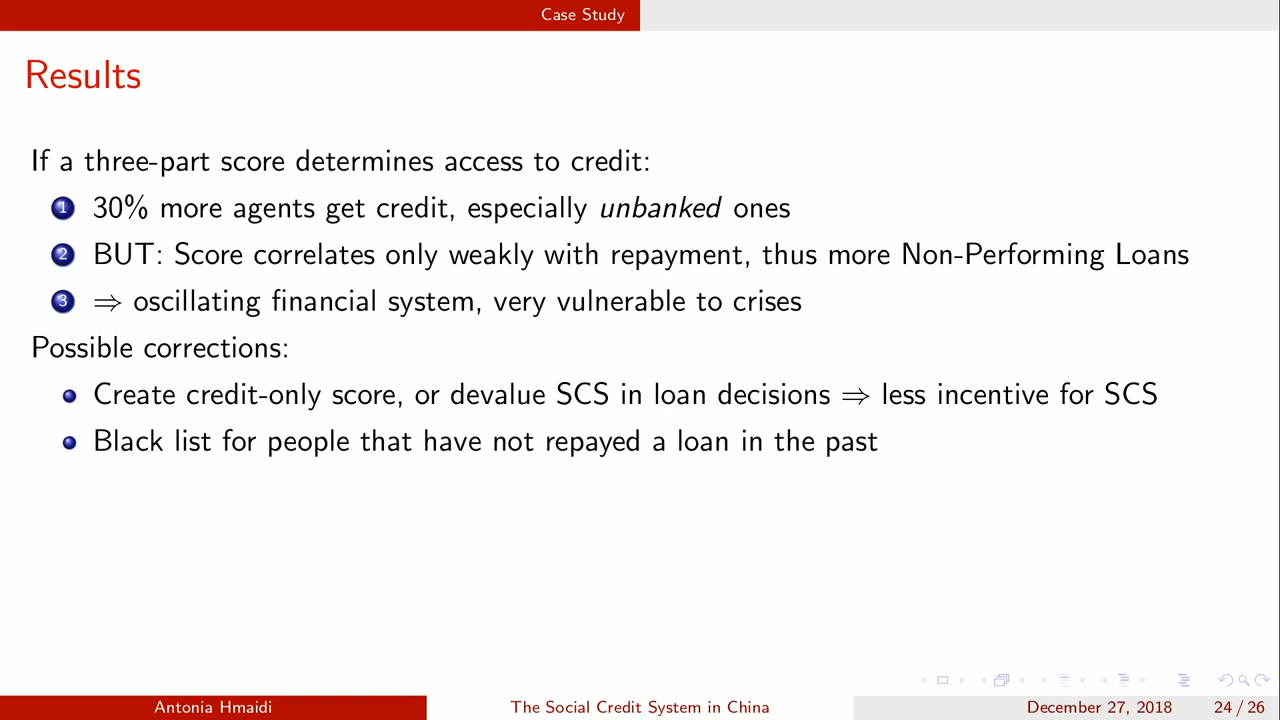 Case Study
Results
If a three-part score determines access to credit:
1 30% more agents get credit, especially unbanked ones
2 BUT: Score correlates only weakly with repayment, thus more Non-Performing Loans
3 ⇒ oscillating financial system, very vulnerable to crises
Possible corrections:
Create credit-only score, or devalue SCS in loan decisions ⇒ less incentive for SCS
Black list for people that have not repayed a loan in the past
Antonia Hmaidi The Social Credit System in China December 27, 2018 24 / 26